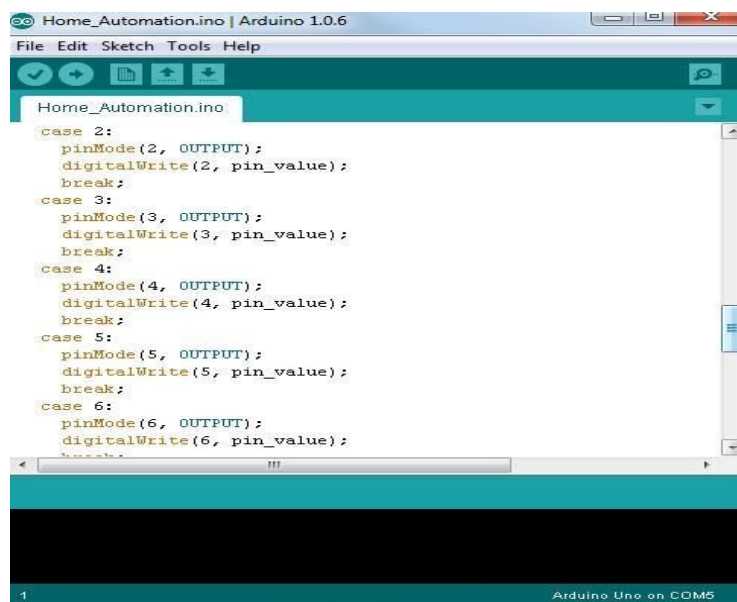 Home_Automation.ino | Arduino 1.0.6
File Edit Sketch Tools Help
Home_Automation.ino
case 2:
pinMode(2, OUTPUT);
digitalWrite(2, pin_value);
break;
case 3:
pinMode(3, OUTPUT);
digitalWrite(3, pin_value);
break;
case 4:
pinMode(4, OUTPUT);
digitalWrite(4, pin_value);
break;
case 5:
pinMode(5, OUTPUT);
digitalWrite(5, pin_value);
break;
case 6:
pinMode(6, OUTPUT);
digitalWrite(6, pin_value);
1
Arduino Uno on COM5